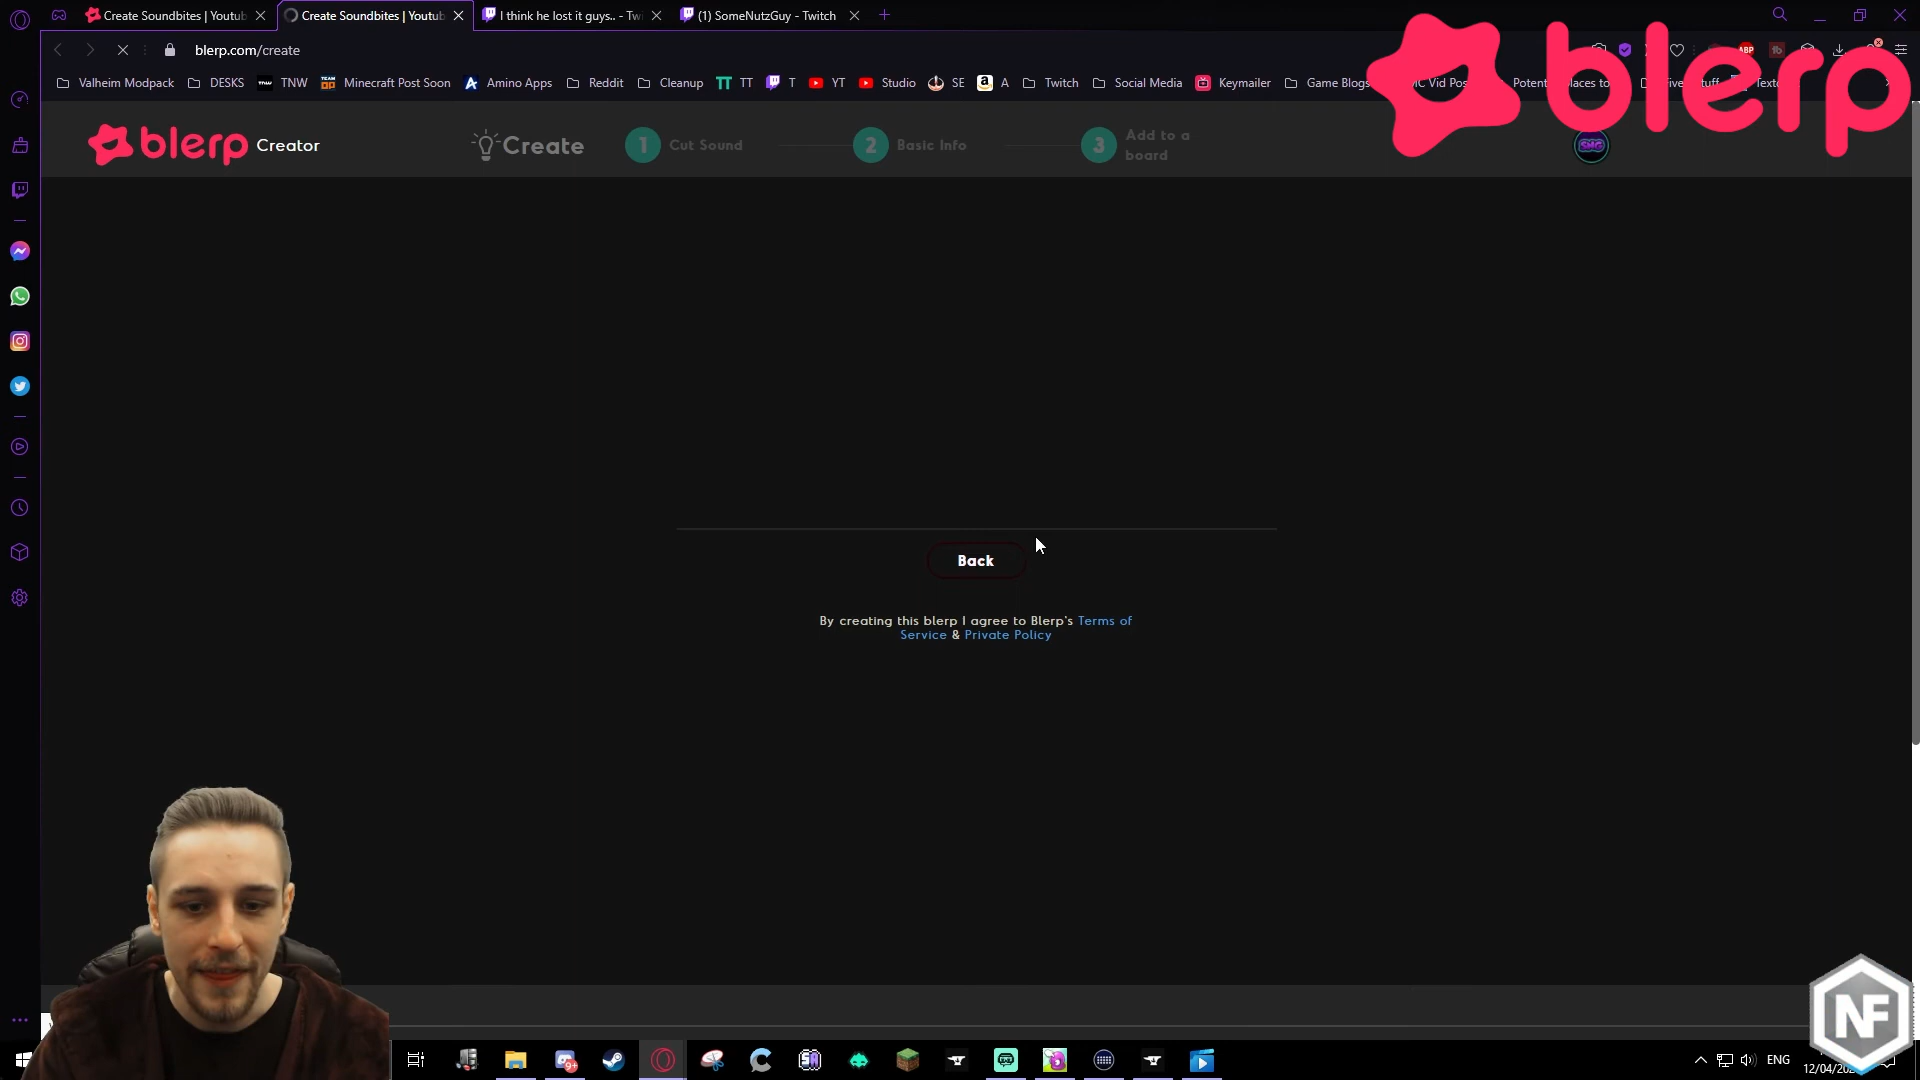 Create Soundbites | Youtub
Create Soundbites | Youtub
I think he lost it guys.. - Twi
(1) SomeNutzGuy - Twitch
blerp.com/create
Valheim Modpack
DESKS
TNW
Minecraft Post Soon
Amino Apps
Reddit
Cleanup
TT
T
YT
Studio
SE
A
Twitch
Social Media
Keymailer
Game Blogs
blerp
blerp Creator
Create
1 Cut Sound
2 Basic Info
3 Add to a
board
SNG
Back
By creating this blerp I agree to Blerp's Terms of
Service & Private Policy
NF
ENG